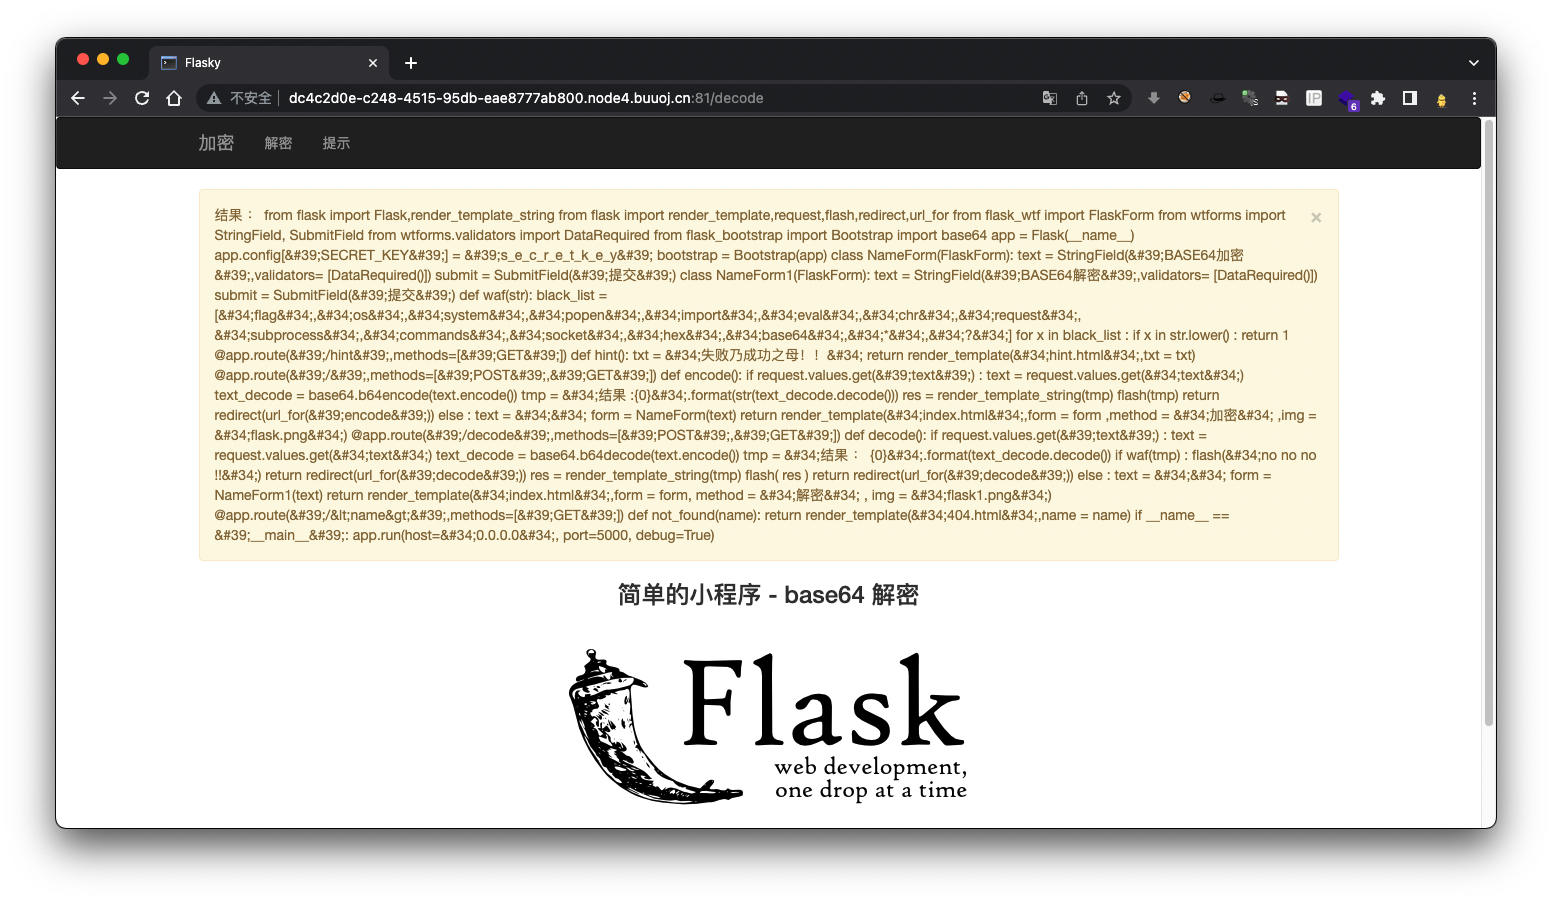 Flasky
不安全
dc4c2d0e-c248-4515-95db-eae8777ab800.node4.buuoj.cn:81/decode
S
IP
6
加密 解密 提示
结果 : from flask import Flask,render_template_string from flask import render_template,request,flash,redirect,url_for from flask_wtf import FlaskForm from wtforms import
StringField, SubmitField from wtforms.validators import DataRequired from flask_bootstrap import Bootstrap import base64 app = Flask(__name__)
app.config[&#39;SECRET_KEY&#39;] = &#39;s_e_c_r_e_t_k_e_y&#39; bootstrap = Bootstrap(app) class NameForm(FlaskForm): text = StringField(&#39;BASE64加密
&#39;,validators= [DataRequired()]) submit = SubmitField(&#39;提交&#39;) class NameForm1(FlaskForm): text = StringField(&#39;BASE64解密&#39;,validators= [DataRequired()])
submit = SubmitField(&#39;提交&#39;) def waf(str): black_list =
[&#34;flag&#34;,&#34;os&#34;,&#34;system&#34;,&#34;popen&#34;,&#34;import&#34;,&#34;eval&#34;,&#34;chr&#34;,&#34;request&#34;,
&#34;subprocess&#34;,&#34;commands&#34;,&#34;socket&#34;,&#34;hex&#34;,&#34;base64&#34;,&#34;*&#34;,&#34;?&#34;] for x in black_list : if x in str.lower() : return 1
@app.route(&#39;/hint&#39;,methods=[&#39;GET&#39;]) def hint(): txt = &#34;失败乃成功之母！！&#34; return render_template(&#34;hint.html&#34;,txt = txt)
@app.route(&#39;/&#39;,methods=[&#39;POST&#39;,&#39;GET&#39;]) def encode(): if request.values.get(&#39;text&#39;) : text = request.values.get(&#34;text&#34;)
text_decode = base64.b64encode(text.encode()) tmp = &#34;结果 :{0}&#34;.format(str(text_decode.decode())) res = render_template_string(tmp) flash(tmp) return
redirect(url_for(&#39;encode&#39;)) else : text = &#34;&#34; form = NameForm(text) return render_template(&#34;index.html&#34;,form = form ,method = &#34;加密&#34; ,img =
&#34;flask.png&#34;) @app.route(&#39;/decode&#39;,methods=[&#39;POST&#39;,&#39;GET&#39;]) def decode(): if request.values.get(&#39;text&#39;) : text =
request.values.get(&#34;text&#34;) text_decode = base64.b64decode(text.encode()) tmp = &#34;结果 : {0}&#34;.format(text_decode.decode()) if waf(tmp) : flash(&#34;no no no
!!&#34;) return redirect(url_for(&#39;decode&#39;)) res = render_template_string(tmp) flash( res ) return redirect(url_for(&#39;decode&#39;)) else : text = &#34;&#34; form =
NameForm1(text) return render_template(&#34;index.html&#34;,form = form, method = &#34;解密&#34; , img = &#34;flask1.png&#34;)
@app.route(&#39;/&lt;name&gt;&#39;,methods=[&#39;GET&#39;]) def not_found(name): return render_template(&#34;404.html&#34;,name = name) if __name__ ==
&#39;__main__&#39;: app.run(host=&#34;0.0.0.0&#34;, port=5000, debug=True)
简单的小程序 - base64 解密
Flask
web development,
one drop at a time